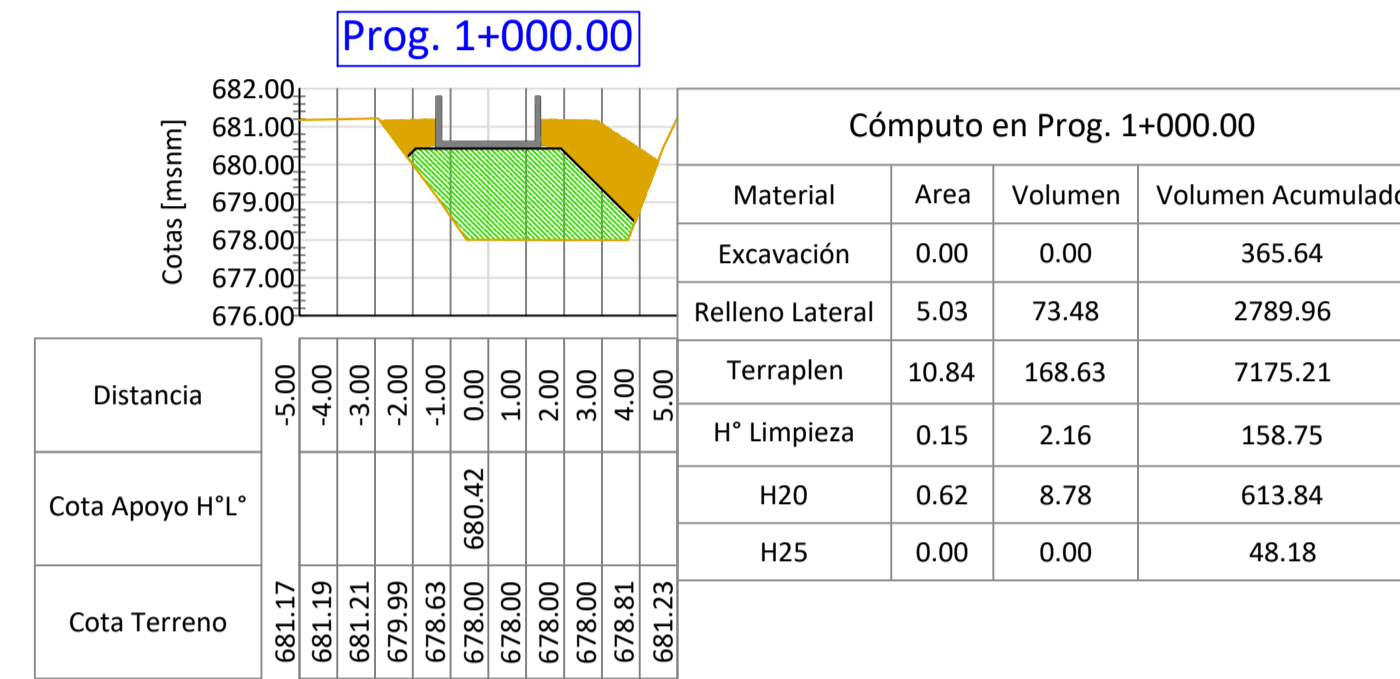 Prog. 1+000.00
Cotas [msnm]
682.00
681.00
680.00
679.00
678.00
677.00
676.00
Distancia
-5.00 -4.00 -3.00 -2.00 -1.00 0.00 1.00 2.00 3.00 4.00 5.00
Cota Apoyo H°L°
680.42
Cota Terreno
681.17 681.19 681.21 679.99 678.63 678.00 678.00 678.00 678.00 678.81 681.23
Cómputo en Prog. 1+000.00
Material Area Volumen Volumen Acumulado
Excavación 0.00 0.00 365.64
Relleno Lateral 5.03 73.48 2789.96
Terraplen 10.84 168.63 7175.21
H° Limpieza 0.15 2.16 158.75
H20 0.62 8.78 613.84
H25 0.00 0.00 48.18